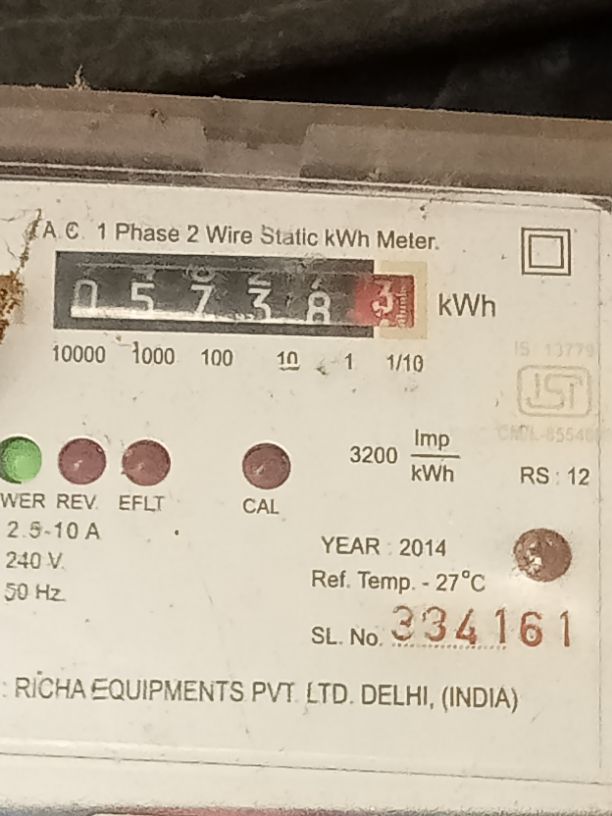 A.C. 1 Phase 2 Wire Static kWh Meter.
0 5 7 3 8 3 kWh
10000 1000 100 10 1 1/10
IS: 13779
ISI
3200 Imp/kWh
RS : 12
WER REV. EFLT CAL
2.5-10 A
240 V.
50 Hz.
YEAR : 2014
Ref. Temp. - 27°C
SL. No. 334161
: RICHA EQUIPMENTS PVT. LTD. DELHI, (INDIA)